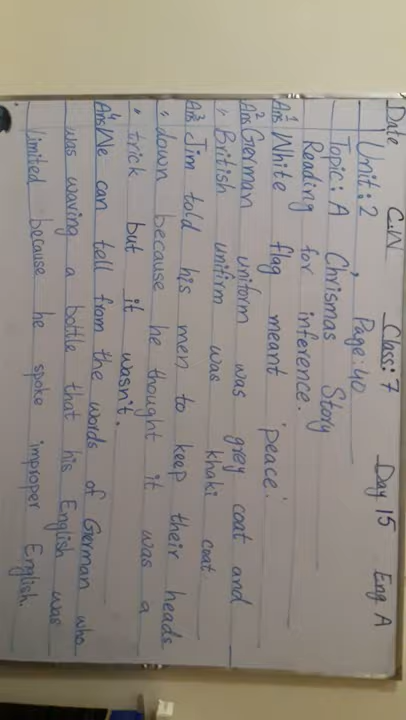 Date C.W Class: 7 Day 15 Eng A
Unit: 2 Page: 40
Topic: A Chrismas Story
Reading for inference.
Ans1 White flag meant 'peace'.
Ans2 German uniform was grey coat and
" British unifirm was khaki coat.
Ans3 Jim told his men to keep their heads
" down because he thought it was a
" trick but it wasn't.
Ans4 We can tell from the words of German who
was waving a bottle that his English was
limited because he spoke improper English.